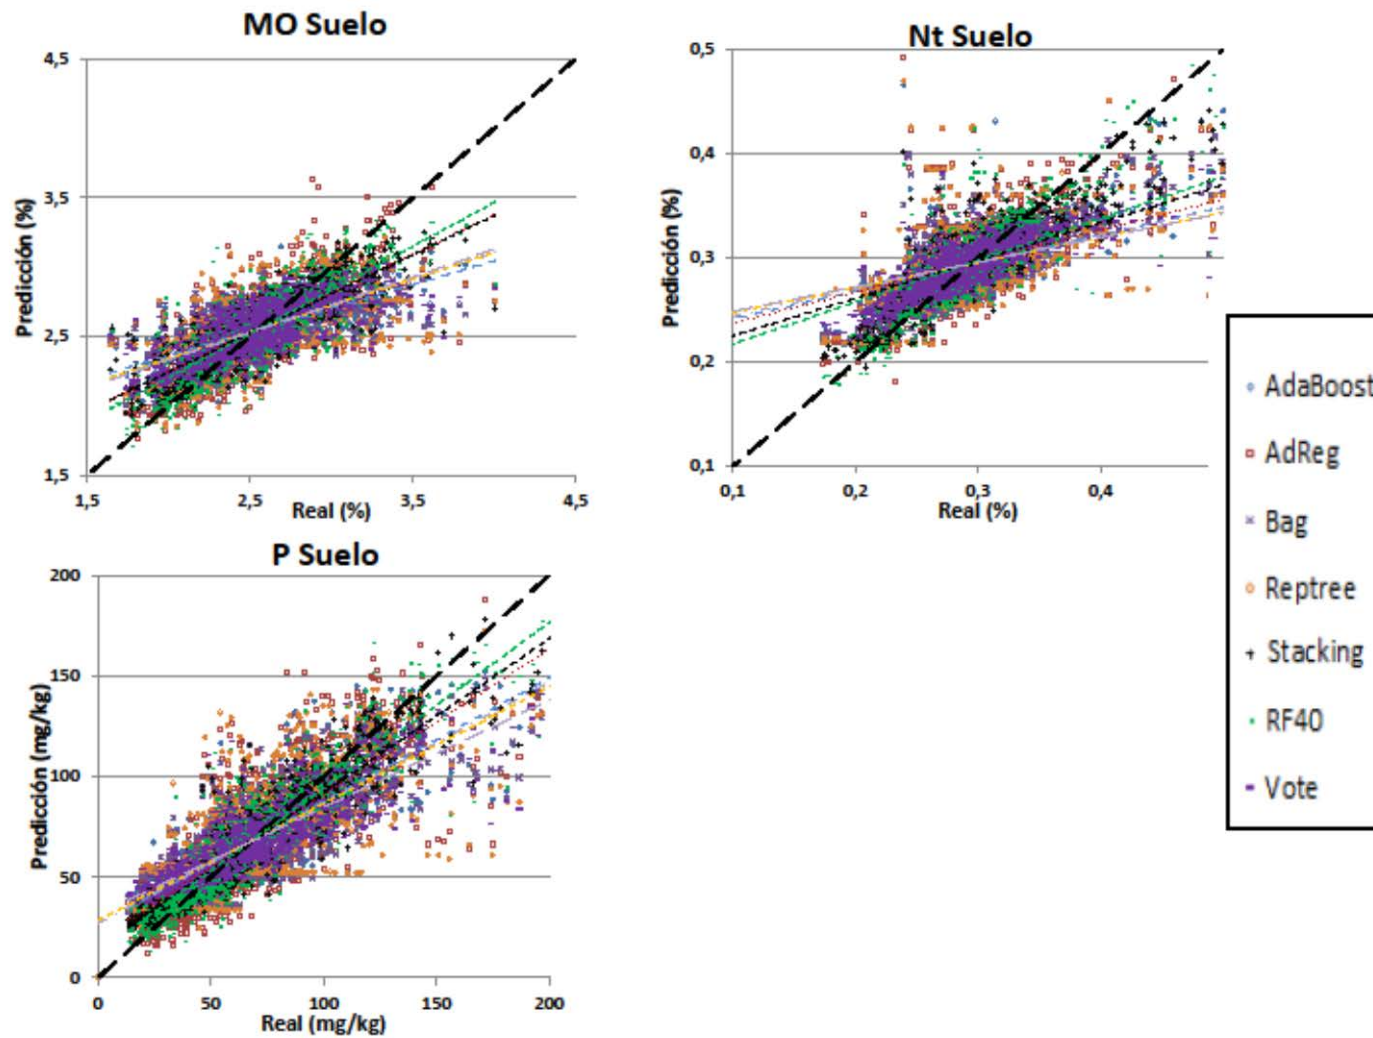 MO Suelo
4,5
3,5
2,5
1,5
Predicción (%)
1,5 2,5 3,5 4,5
Real (%)
Nt Suelo
0,5
0,4
0,3
0,2
0,1
Predicción (%)
0,1 0,2 0,3 0,4
Real (%)
P Suelo
200
150
100
50
0
Predicción (mg/kg)
0 50 100 150 200
Real (mg/kg)
AdaBoost
AdReg
Bag
Reptree
Stacking
RF40
Vote